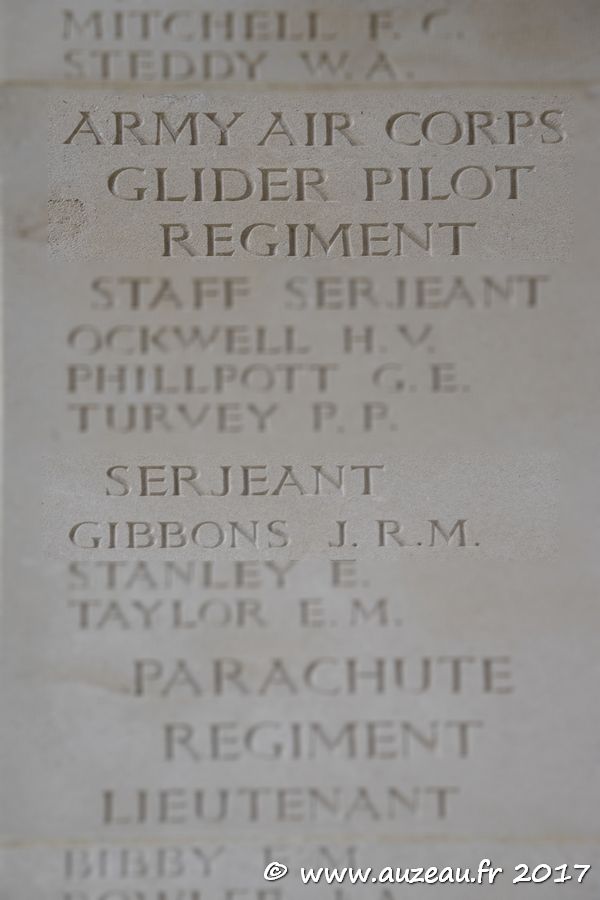 MITCHELL F. C.
STEDDY W. A.
ARMY AIR CORPS
GLIDER PILOT
REGIMENT
STAFF SERJEANT
OCKWELL H. V.
PHILLPOTT G. E.
TURVEY P. P.
SERJEANT
GIBBONS J. R. M.
STANLEY E.
TAYLOR E. M.
PARACHUTE
REGIMENT
LIEUTENANT
BIBBY
© www.auzeau.fr 2017